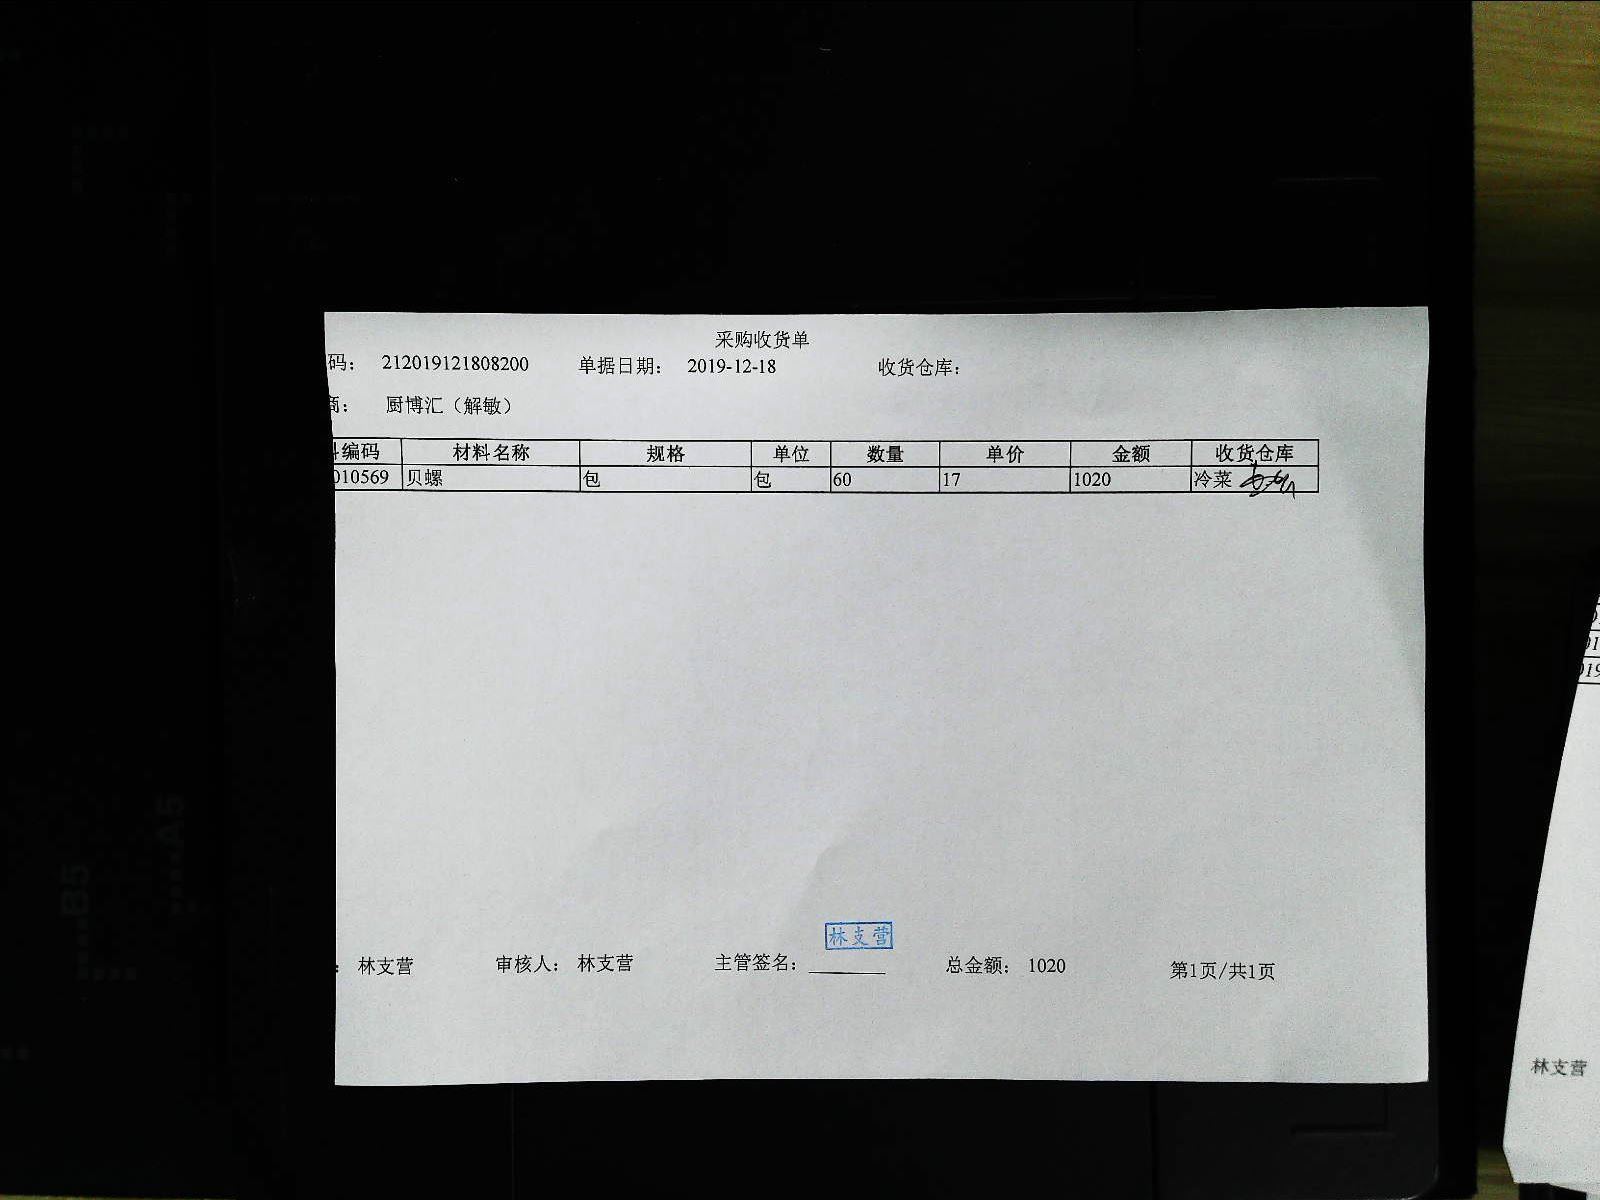 采购收货单
码： 212019121808200 单据日期： 2019-12-18 收货仓库：
商： 厨博汇（解敏）
编码 材料名称 规格 单位 数量 单价 金额 收货仓库
010569 贝螺 包 包 60 17 1020 冷菜
林支营
： 林支营 审核人： 林支营 主管签名： 总金额： 1020 第1页/共1页
林支营
B5
A5